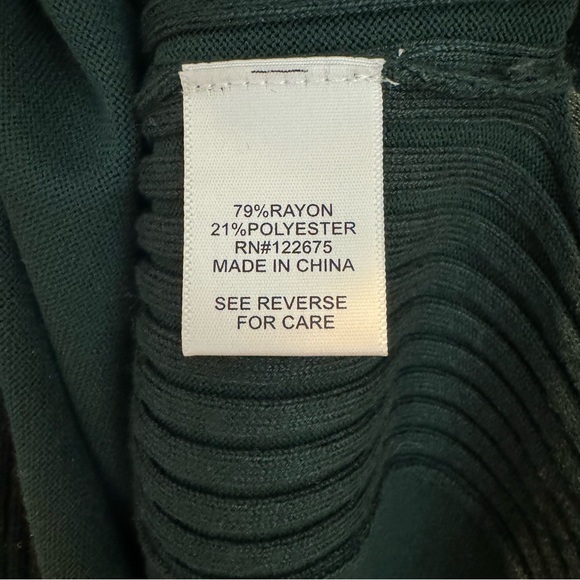 79%RAYON
21%POLYESTER
RN#122675
MADE IN CHINA
SEE REVERSE
FOR CARE